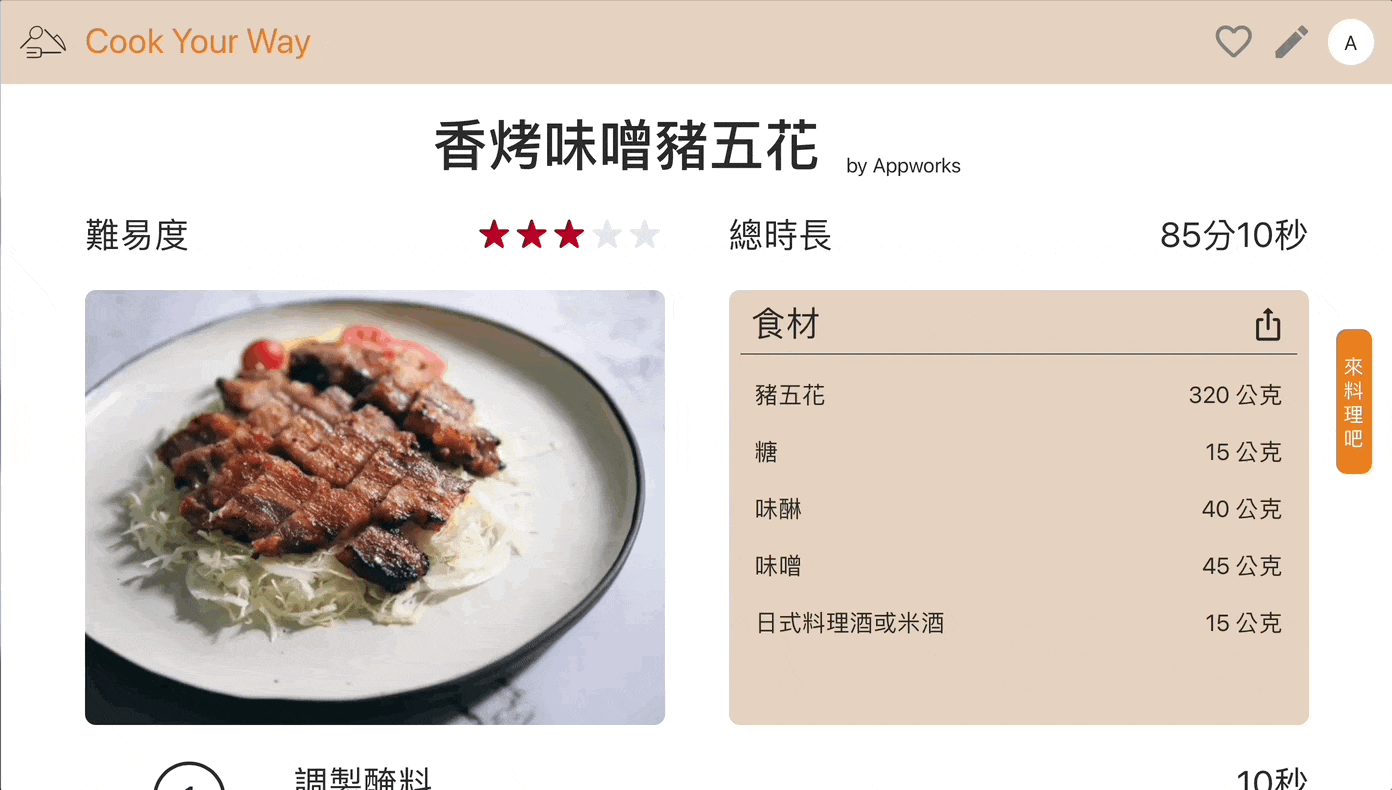 Cook Your Way
A
香烤味噌豬五花 by Appworks
難易度
總時長 85分10秒
食材
豬五花 320 公克
糖 15 公克
味醂 40 公克
味噌 45 公克
日式料理酒或米酒 15 公克
來料理吧
1 調製醃料 10秒